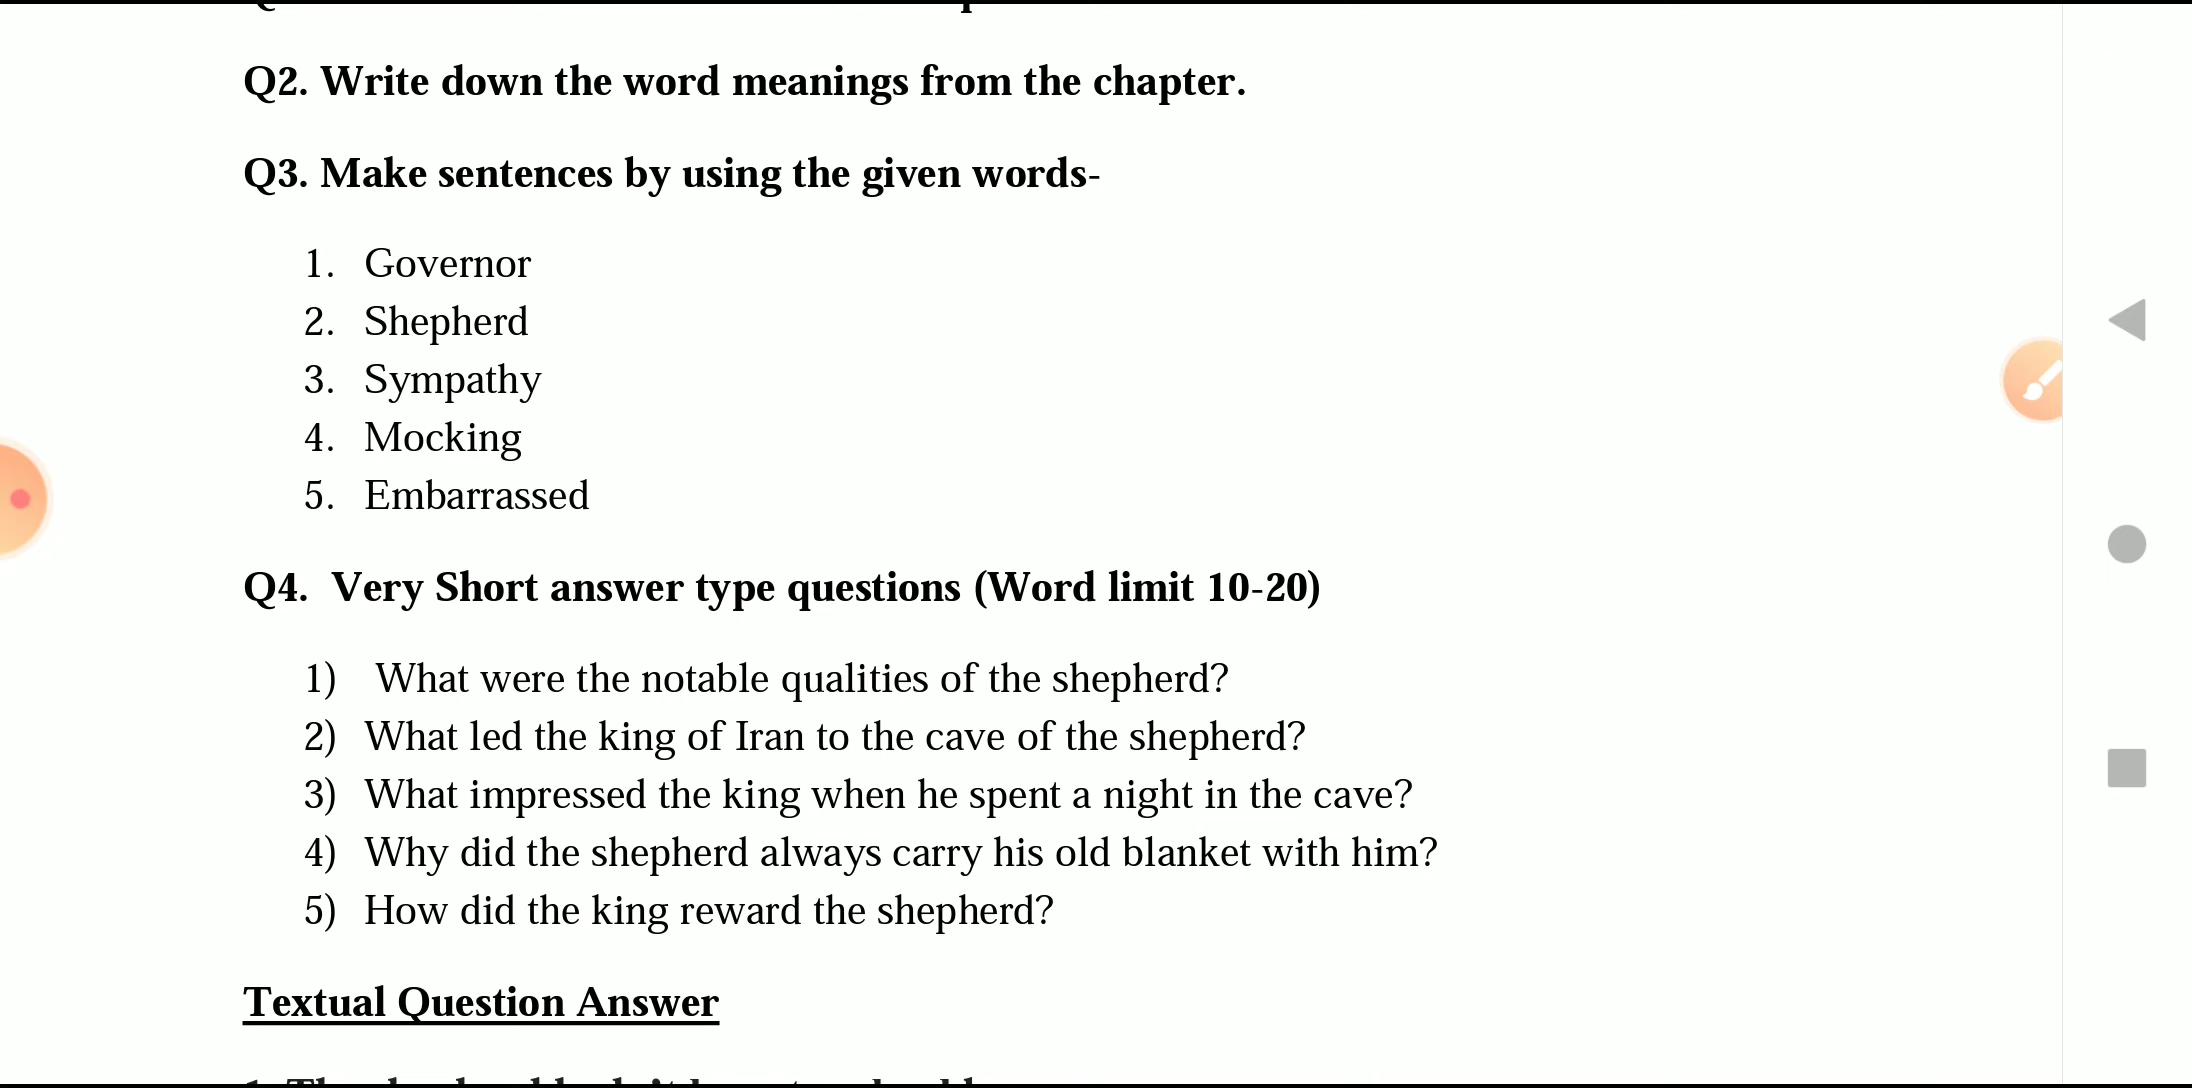 Q2. Write down the word meanings from the chapter.
Q3. Make sentences by using the given words-
1. Governor
2. Shepherd
3. Sympathy
4. Mocking
5. Embarrassed
Q4. Very Short answer type questions (Word limit 10-20)
1) What were the notable qualities of the shepherd?
2) What led the king of Iran to the cave of the shepherd?
3) What impressed the king when he spent a night in the cave?
4) Why did the shepherd always carry his old blanket with him?
5) How did the king reward the shepherd?
Textual Question Answer